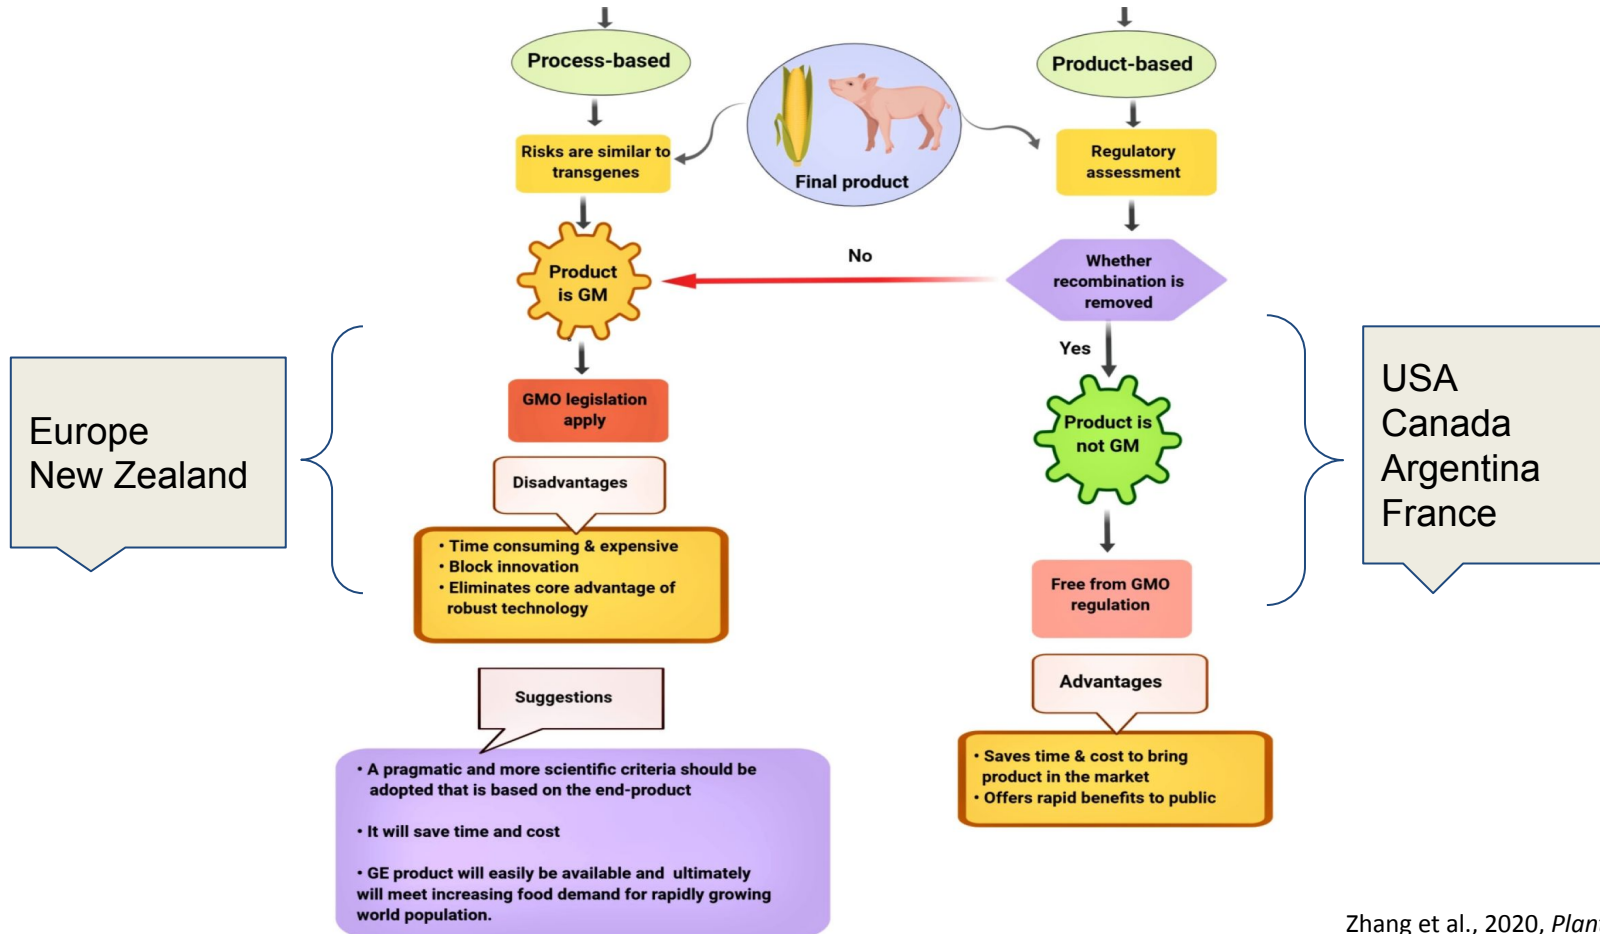 Process-based
Product-based
Risks are similar to
transgenes
Final product
Regulatory
assessment
Product
is GM
No
Whether
recombination is
removed
Yes
Europe
New Zealand
GMO legislation
apply
Product is
not GM
USA
Canada
Argentina
France
Disadvantages
• Time consuming & expensive
• Block innovation
• Eliminates core advantage of
robust technology
Free from GMO
regulation
Suggestions
Advantages
• A pragmatic and more scientific criteria should be
adopted that is based on the end-product
• It will save time and cost
• GE product will easily be available and ultimately
will meet increasing food demand for rapidly growing
world population.
• Saves time & cost to bring
product in the market
• Offers rapid benefits to public
Zhang et al., 2020, Plant